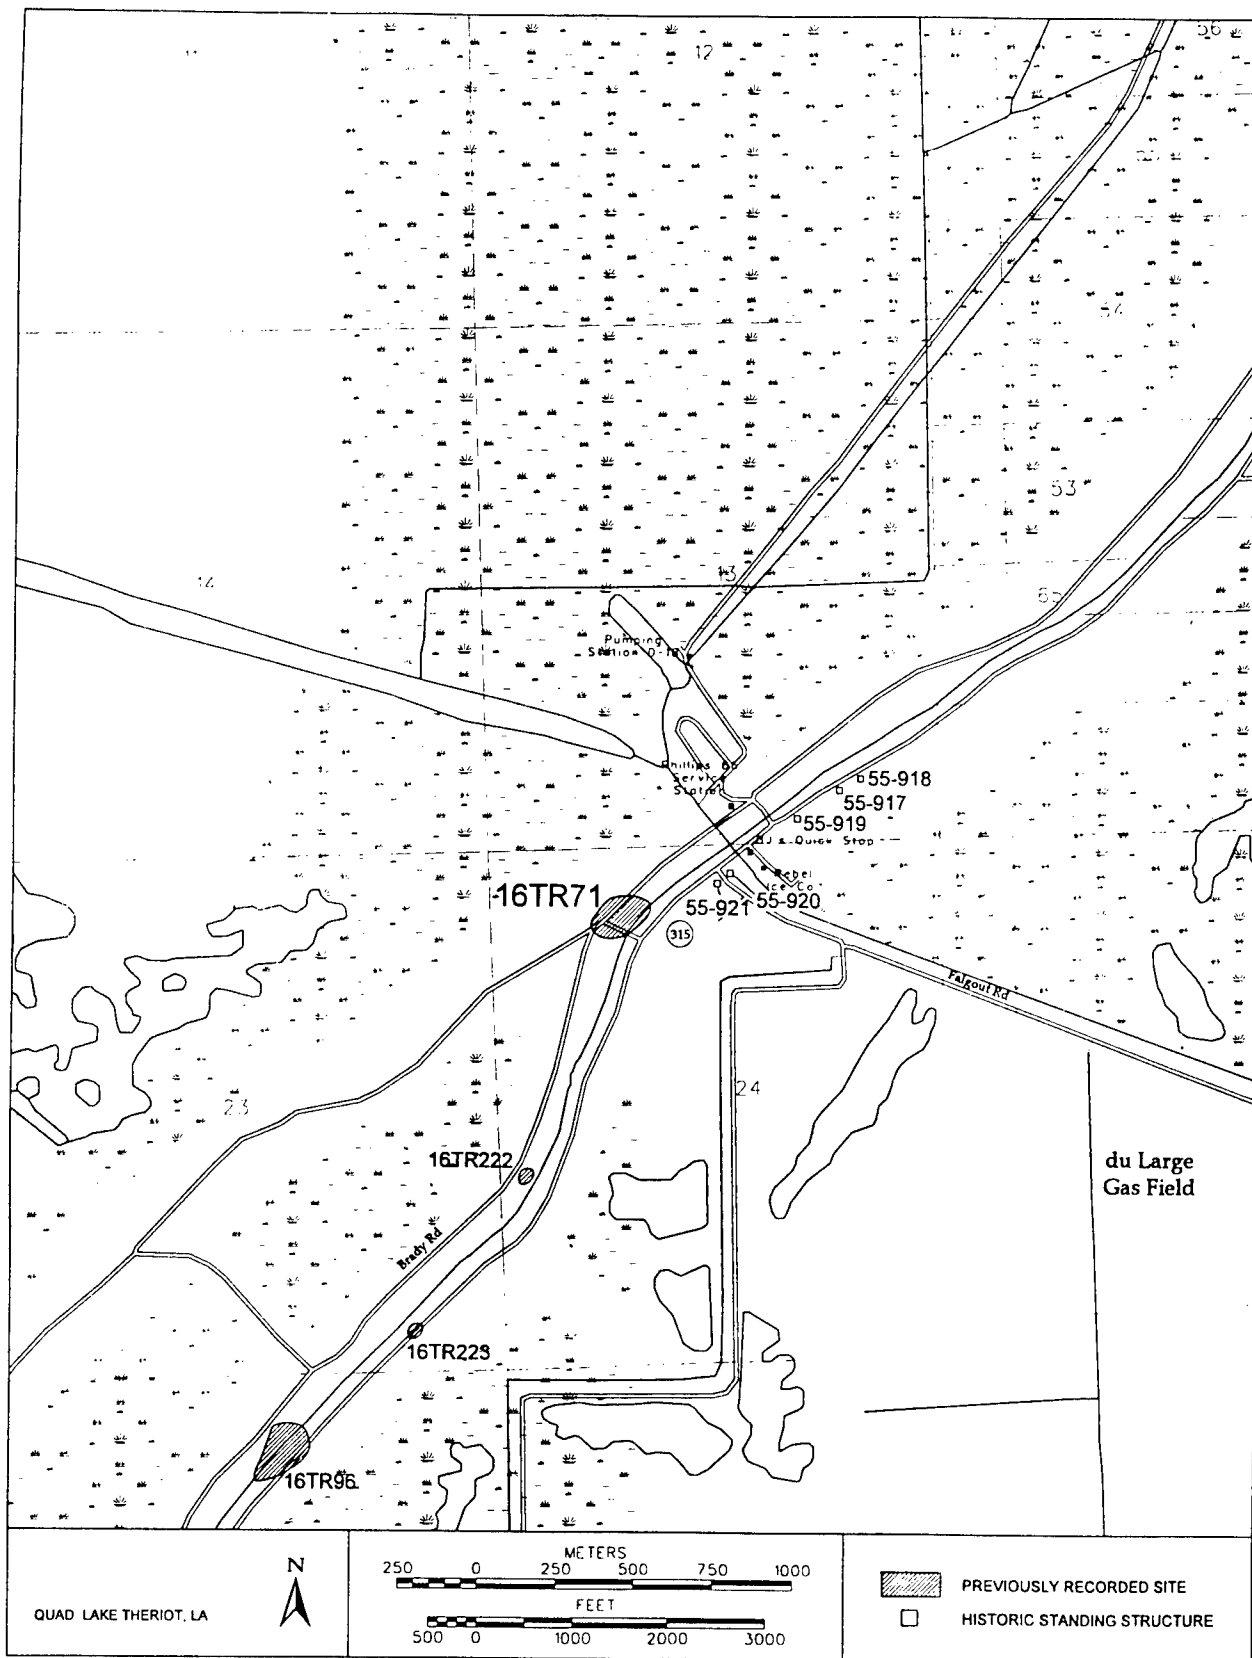 12
56
54
53
14
13
65
Pumping
Station D-1
Phillips 66
Service
Station
55-918
55-917
55-919
BJ's Quick Stop
Rebel
Ice Co
55-920
55-921
16TR71
315
Falgout Rd
24
23
16TR222
du Large
Gas Field
Brady Rd
16TR223
16TR96
QUAD LAKE THERIOT, LA
N
METERS
250 0 250 500 750 1000
FEET
500 0 1000 2000 3000
PREVIOUSLY RECORDED SITE
HISTORIC STANDING STRUCTURE